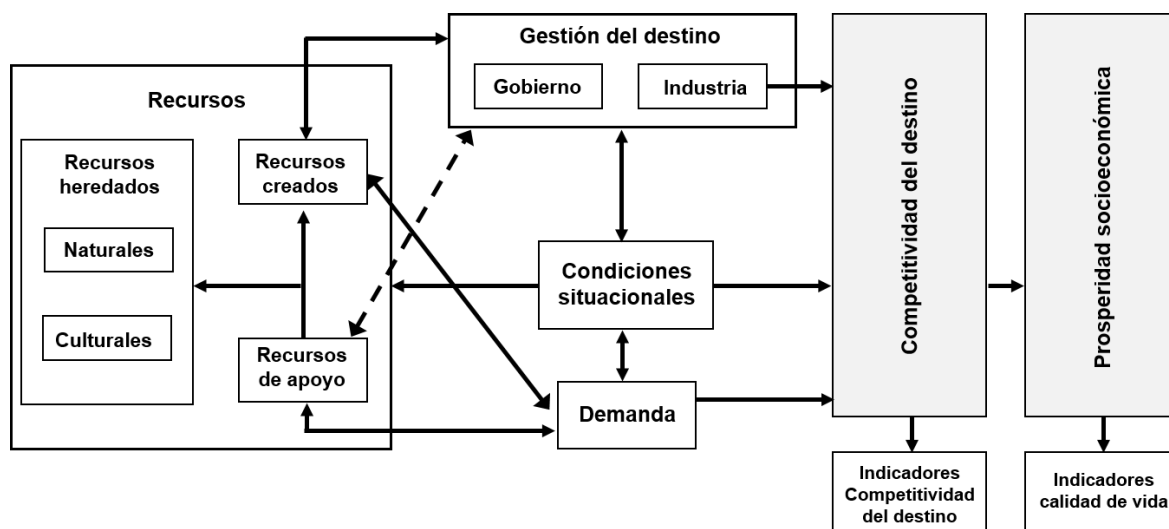 Gestión del destino
Gobierno
Industria
Recursos
Recursos
heredados
Naturales
Culturales
Recursos
creados
Recursos
de apoyo
Condiciones
situacionales
Demanda
Competitividad del destino
Prosperidad socioeconómica
Indicadores
Competitividad
del destino
Indicadores
calidad de vida